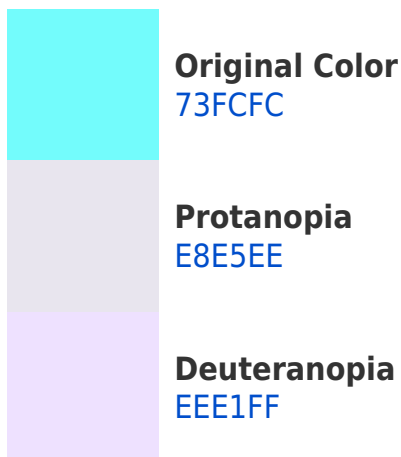 Original Color
73FCFC
Protanopia
E8E5EE
Deuteranopia
EEE1FF